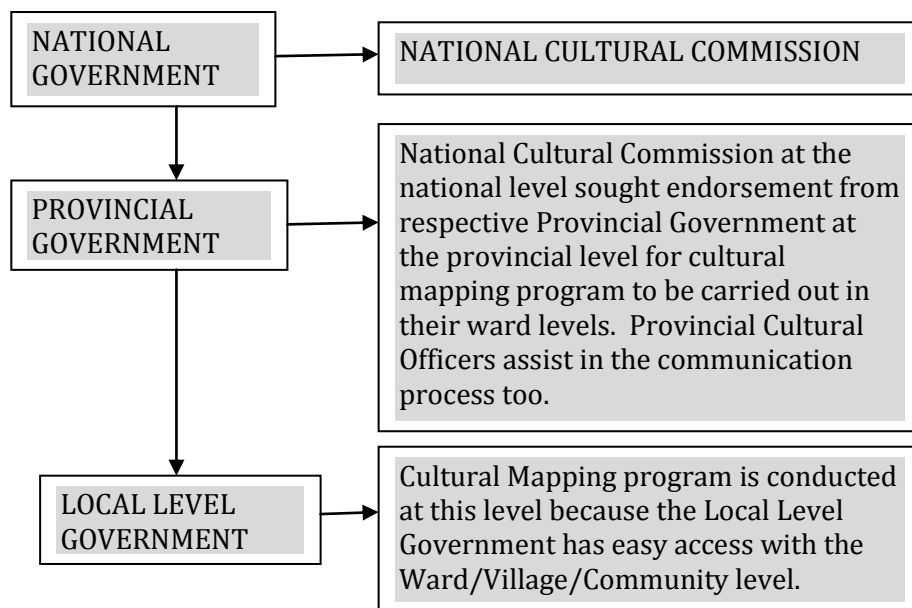 NATIONAL
GOVERNMENT
NATIONAL CULTURAL COMMISSION
PROVINCIAL
GOVERNMENT
National Cultural Commission at the
national level sought endorsement from
respective Provincial Government at
the provincial level for cultural
mapping program to be carried out in
their ward levels.  Provincial Cultural
Officers assist in the communication
process too.
LOCAL LEVEL
GOVERNMENT
Cultural Mapping program is conducted
at this level because the Local Level
Government has easy access with the
Ward/Village/Community level.